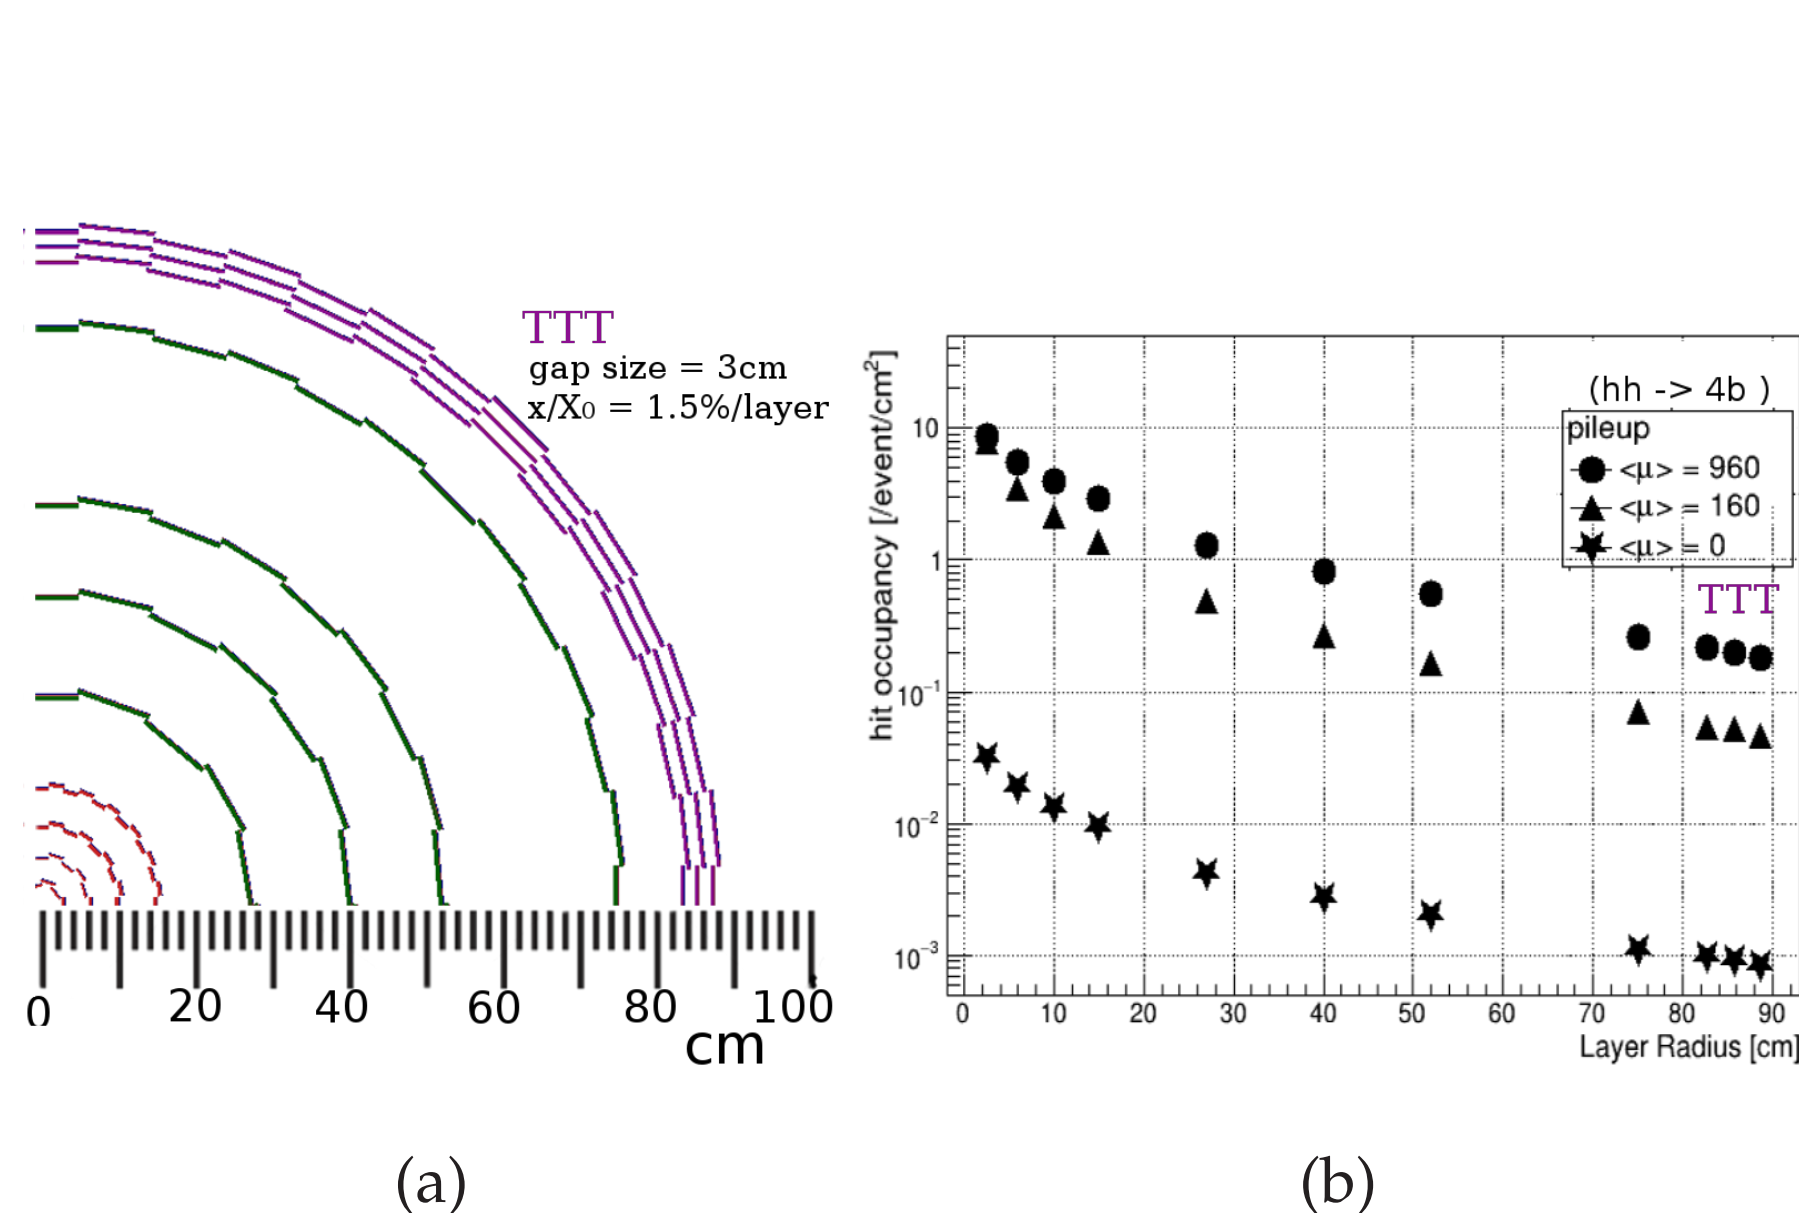 TTT
gap size = 3cm
x/X₀ = 1.5%/layer
0 20 40 60 80 100
cm
(a)
hit occupancy [/event/cm²]
10
1
10⁻¹
10⁻²
10⁻³
(hh -> 4b )
pileup
<μ> = 960
<μ> = 160
<μ> = 0
TTT
0 10 20 30 40 50 60 70 80 90
Layer Radius [cm]
(b)